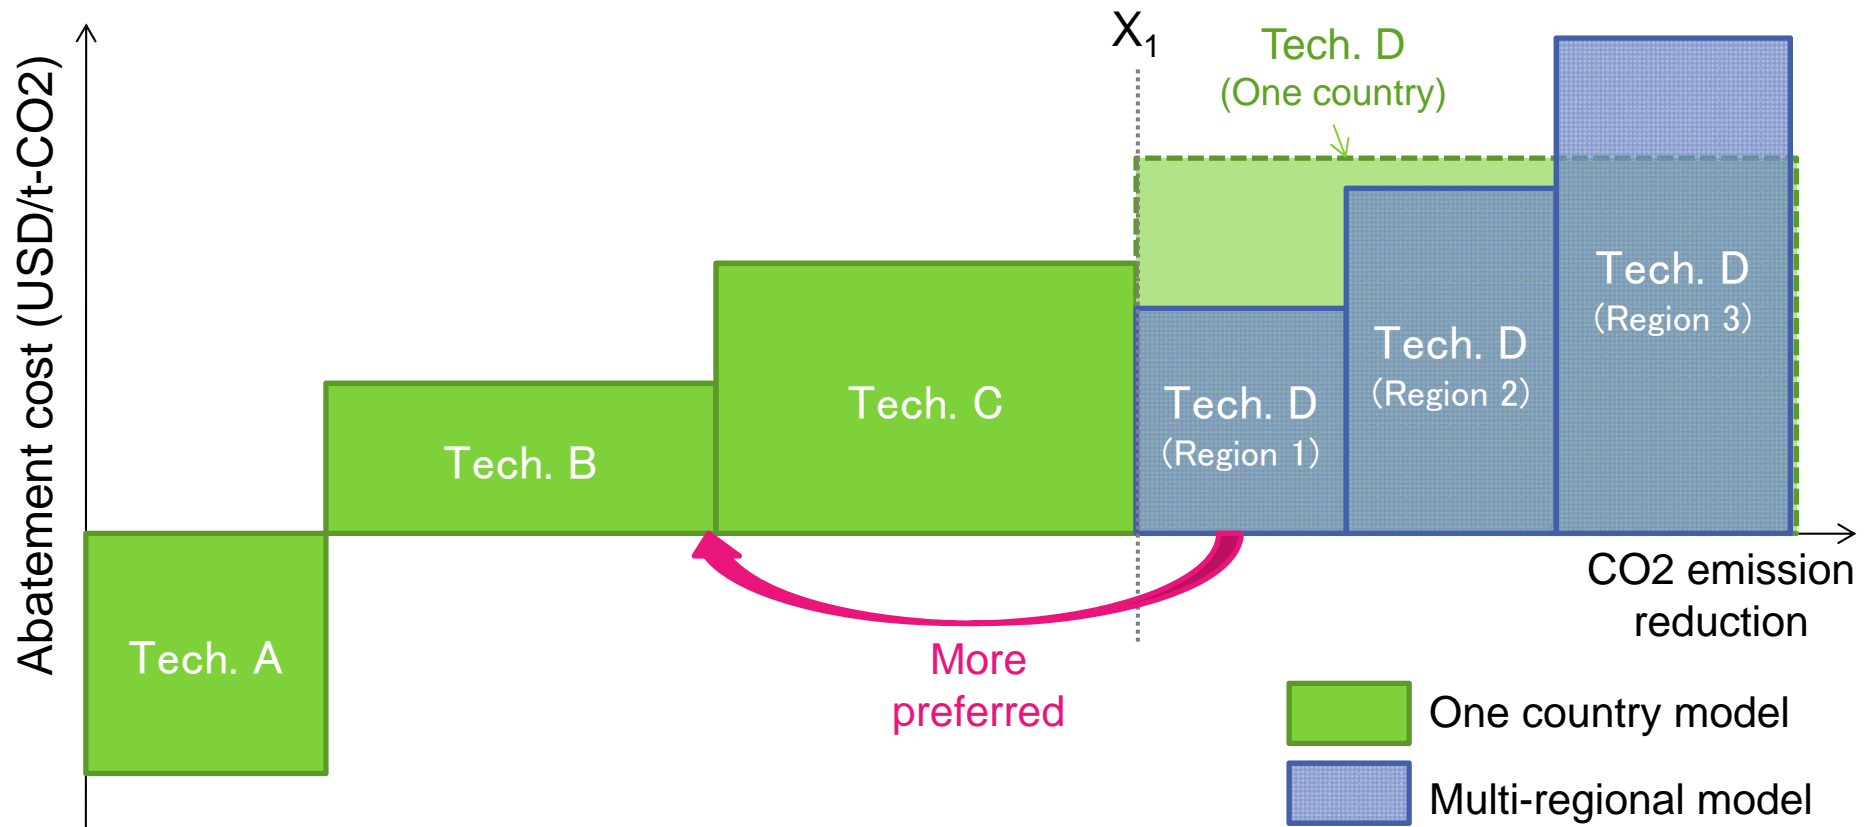 Abatement cost (USD/t-CO2)
X₁
Tech. D
(One country)
Tech. A
Tech. B
Tech. C
Tech. D
(Region 1)
Tech. D
(Region 2)
Tech. D
(Region 3)
CO2 emission
reduction
More
preferred
One country model
Multi-regional model